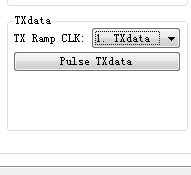 TXdata
TX Ramp CLK: 1. TXdata
Pulse TXdata